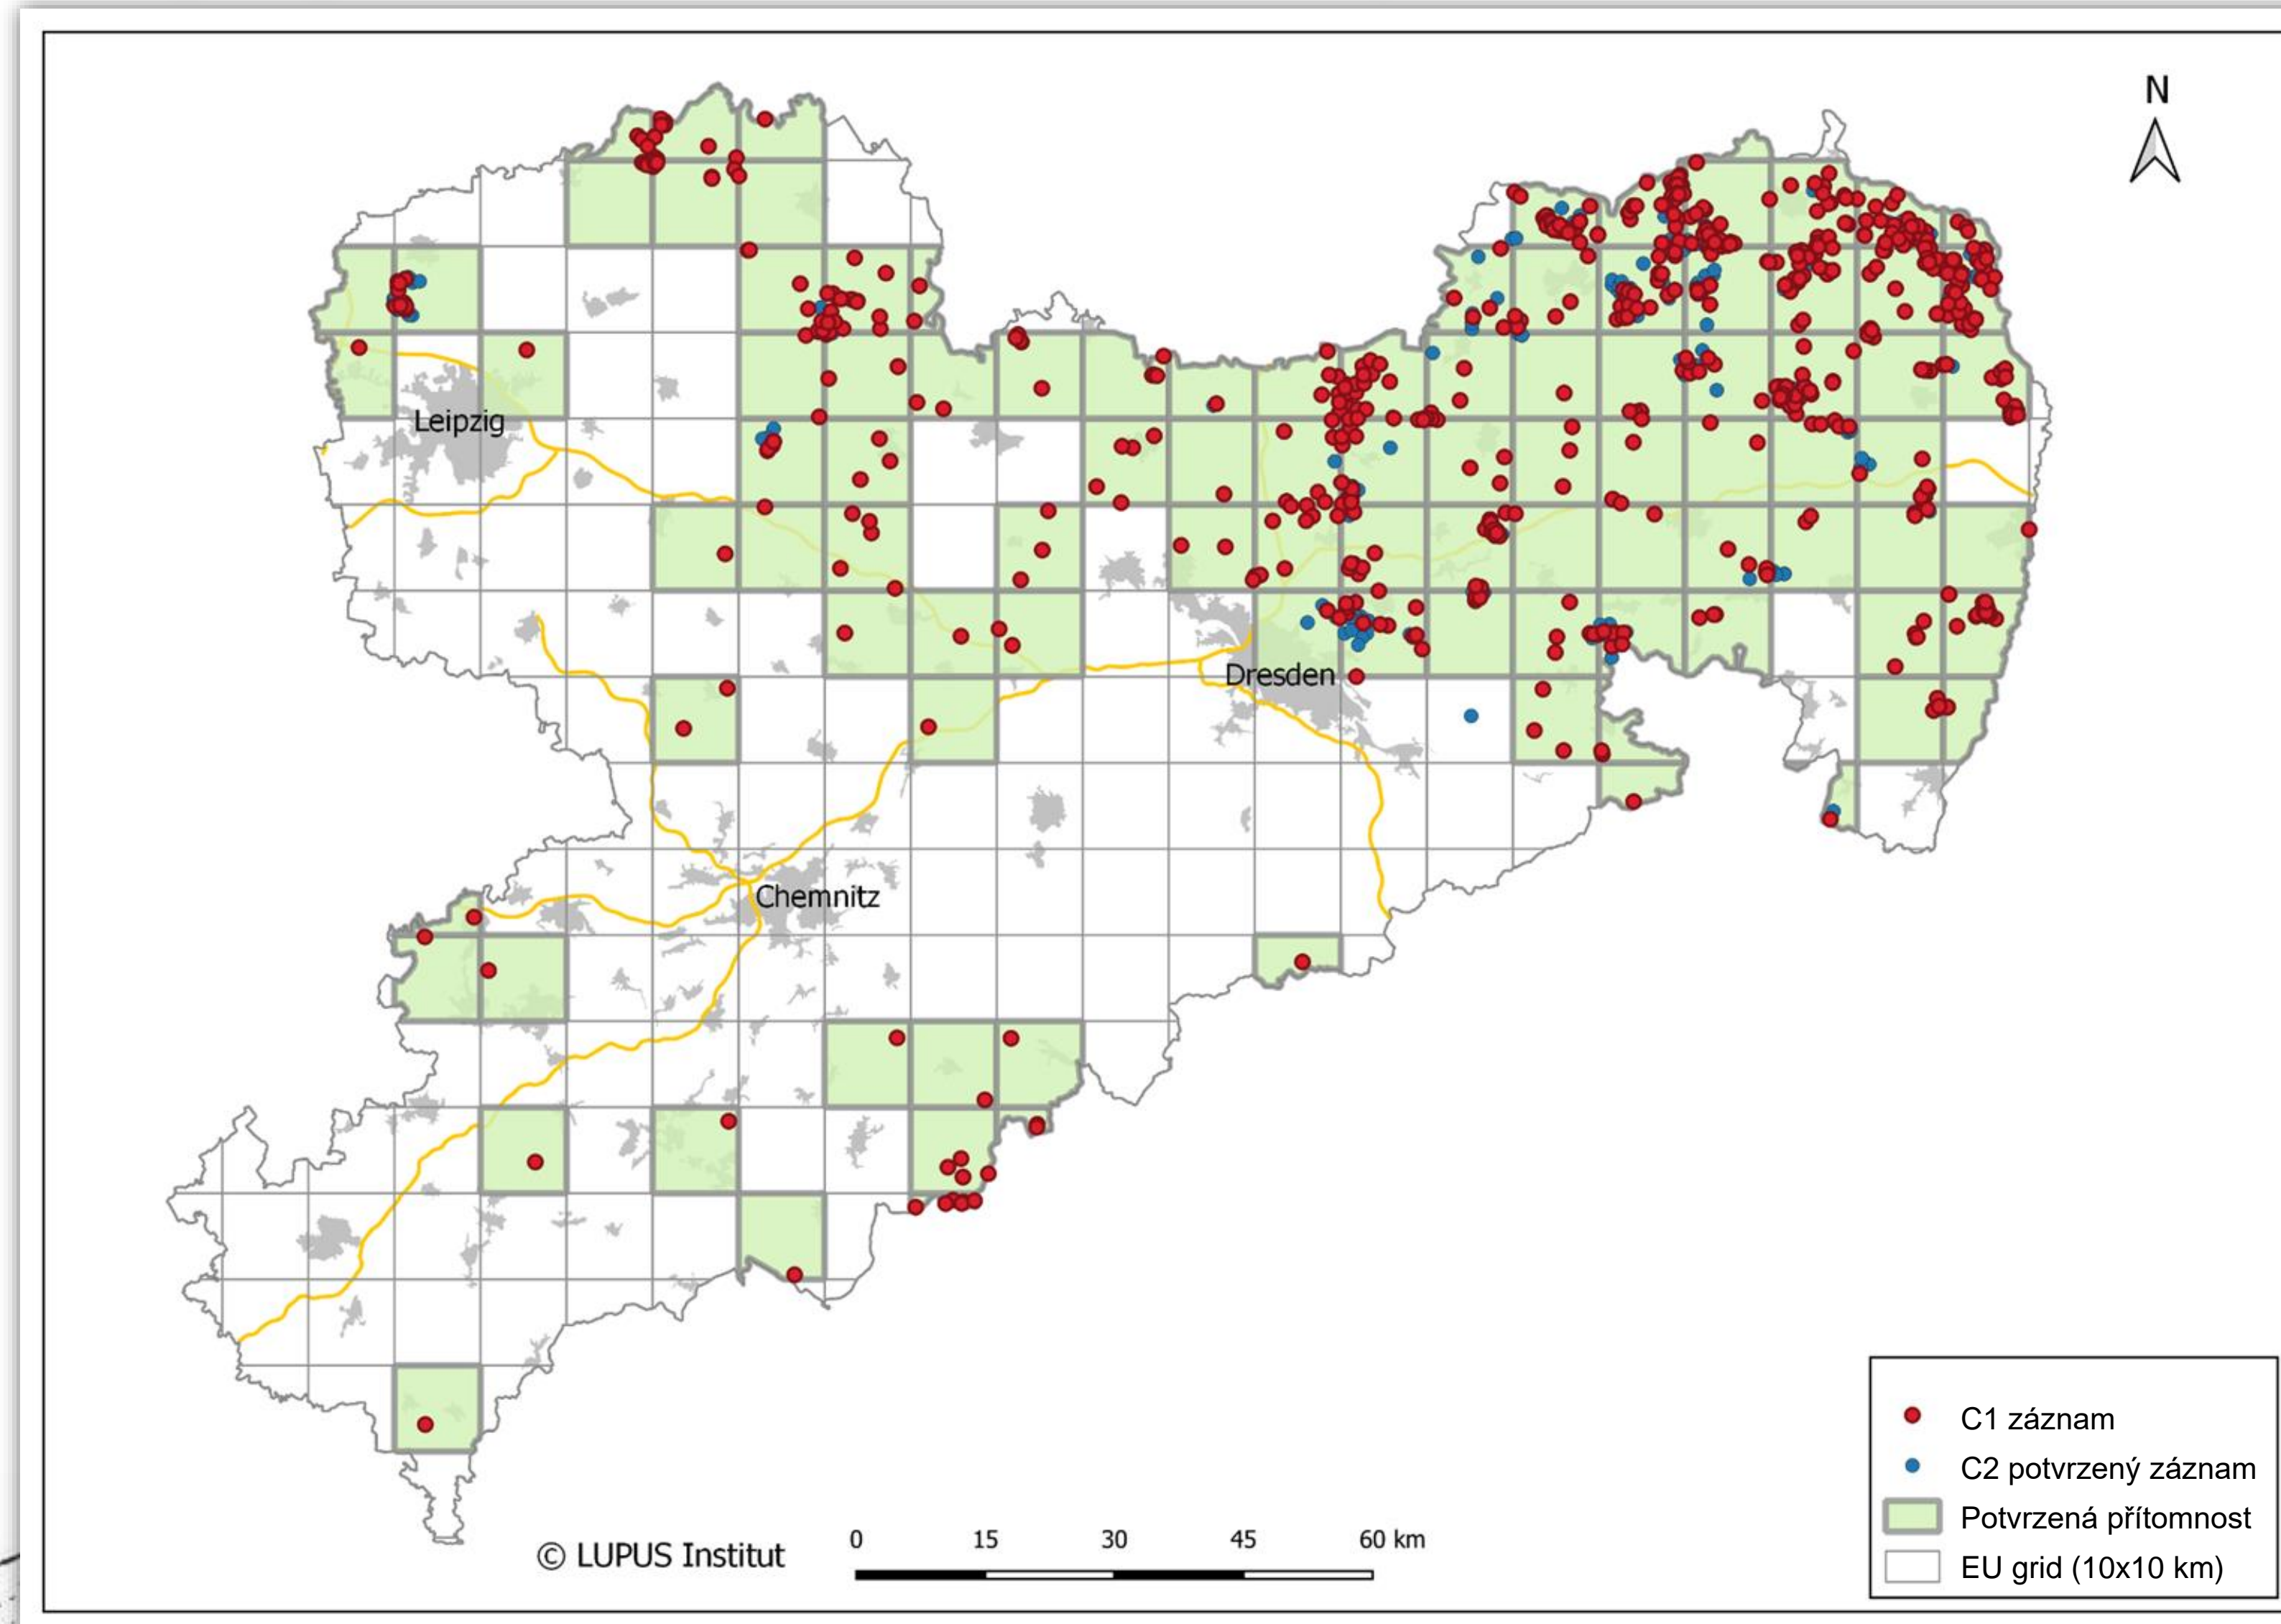 N
Leipzig
Dresden
Chemnitz
C1 záznam
C2 potvrzený záznam
Potvrzená přítomnost
EU grid (10x10 km)
© LUPUS Institut
0 15 30 45 60 km